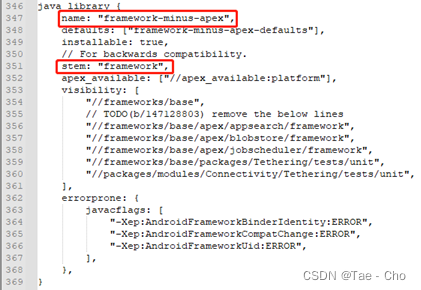 346 java_library {
347     name: "framework-minus-apex",
348     defaults: ["framework-minus-apex-defaults"],
349     installable: true,
350     // For backwards compatibility.
351     stem: "framework",
352     apex_available: ["//apex_available:platform"],
353     visibility: [
354         "//frameworks/base",
355         // TODO(b/147128803) remove the below lines
356         "//frameworks/base/apex/appsearch/framework",
357         "//frameworks/base/apex/blobstore/framework",
358         "//frameworks/base/apex/jobscheduler/framework",
359         "//frameworks/base/packages/Tethering/tests/unit",
360         "//packages/modules/Connectivity/Tethering/tests/unit",
361     ],
362     errorprone: {
363         javacflags: [
364             "-Xep:AndroidFrameworkBinderIdentity:ERROR",
365             "-Xep:AndroidFrameworkCompatChange:ERROR",
366             "-Xep:AndroidFrameworkUid:ERROR",
367         ],
368     },
369 }
CSDN @Tae - Cho